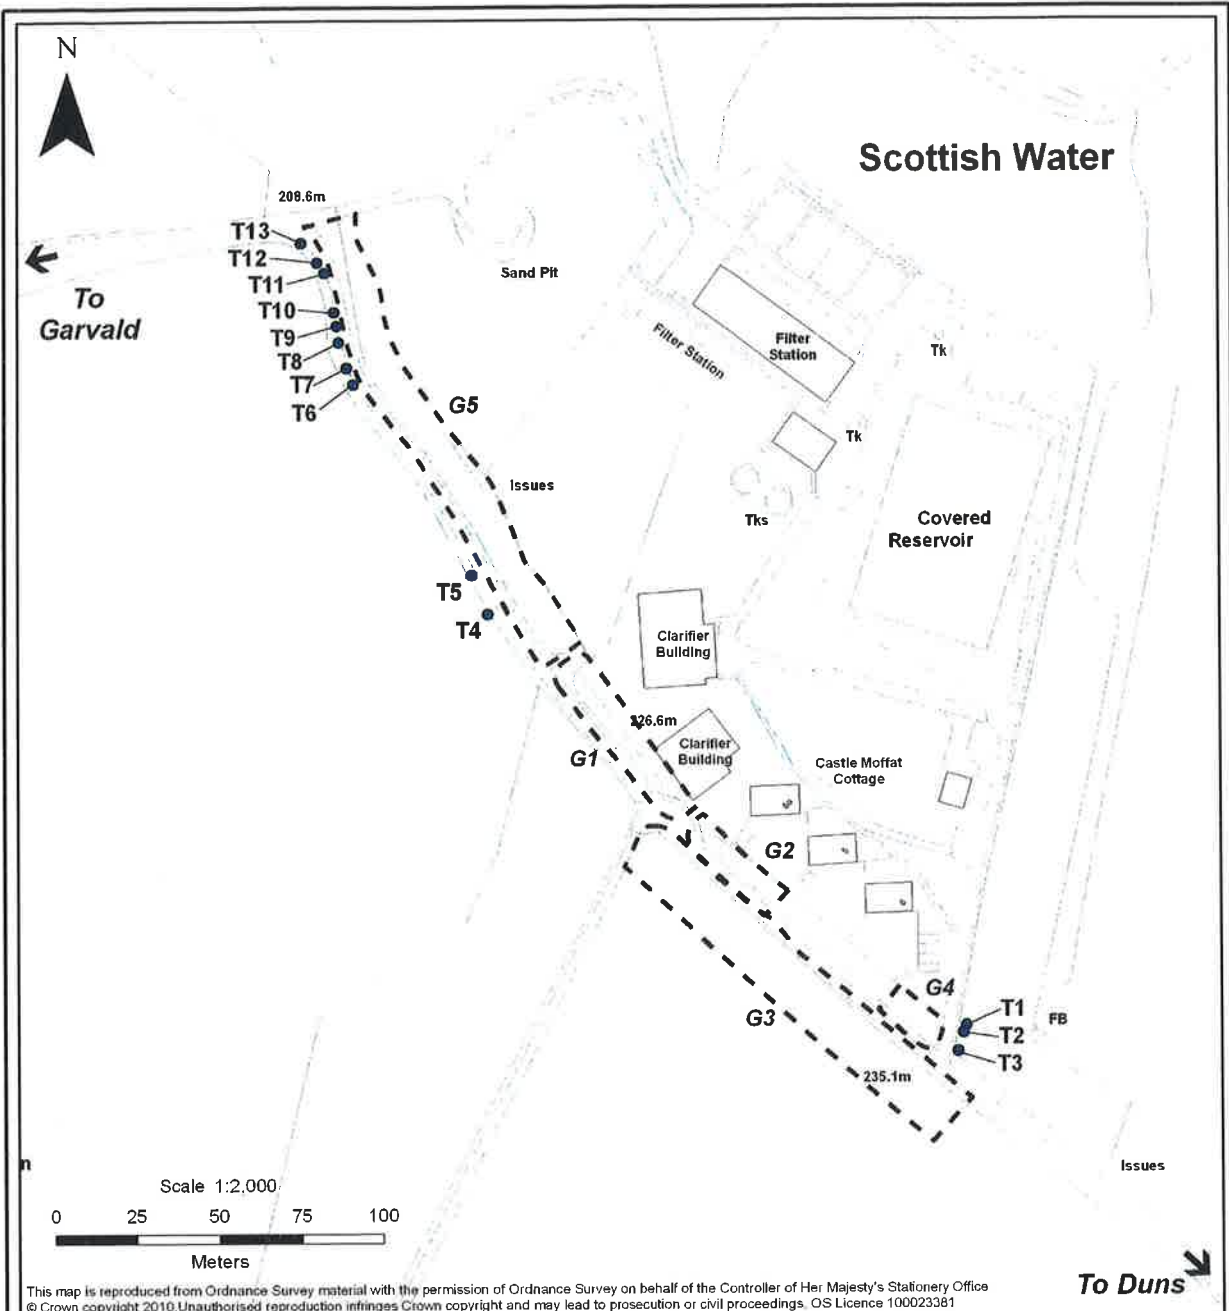 N
Scottish Water
208.6m
T13
T12
T11
T10
T9
T8
T7
T6
To
Garvald
Sand Pit
Filter Station
Filter
Station
Tk
G5
Tk
Issues
Tks
Covered
Reservoir
T5
T4
Clarifier
Building
226.6m
G1
Clarifier
Building
Castle Moffat
Cottage
G2
G4
G3
T1
T2
T3
FB
235.1m
n
Issues
Scale 1:2,000
0 25 50 75 100
Meters
To Duns
This map is reproduced from Ordnance Survey material with the permission of Ordnance Survey on behalf of the Controller of Her Majesty's Stationery Office
© Crown copyright 2010 Unauthorised reproduction infringes Crown copyright and may lead to prosecution or civil proceedings. OS Licence 100023381